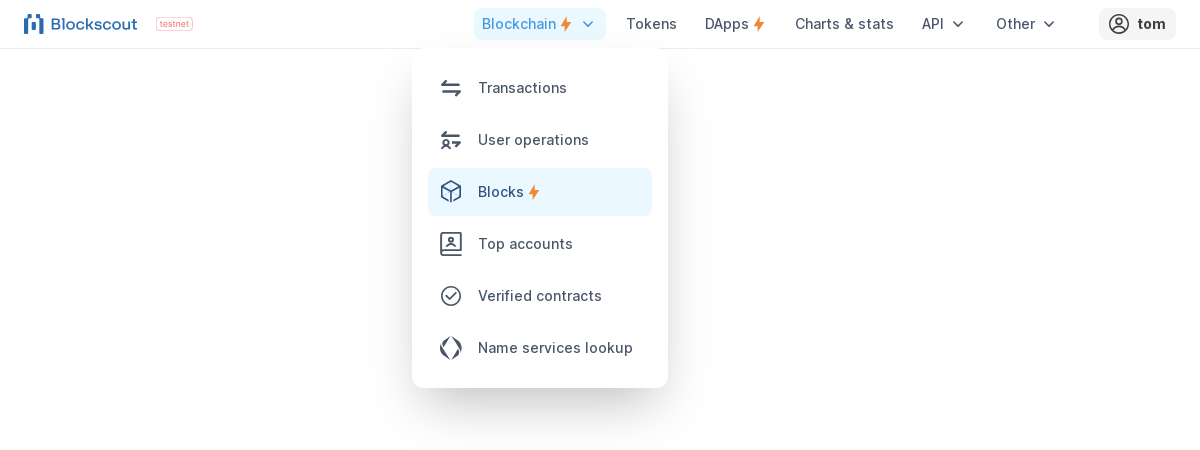 Blockscout testnet Blockchain Tokens DApps Charts & stats API Other tom
Transactions
User operations
Blocks
Top accounts
Verified contracts
Name services lookup